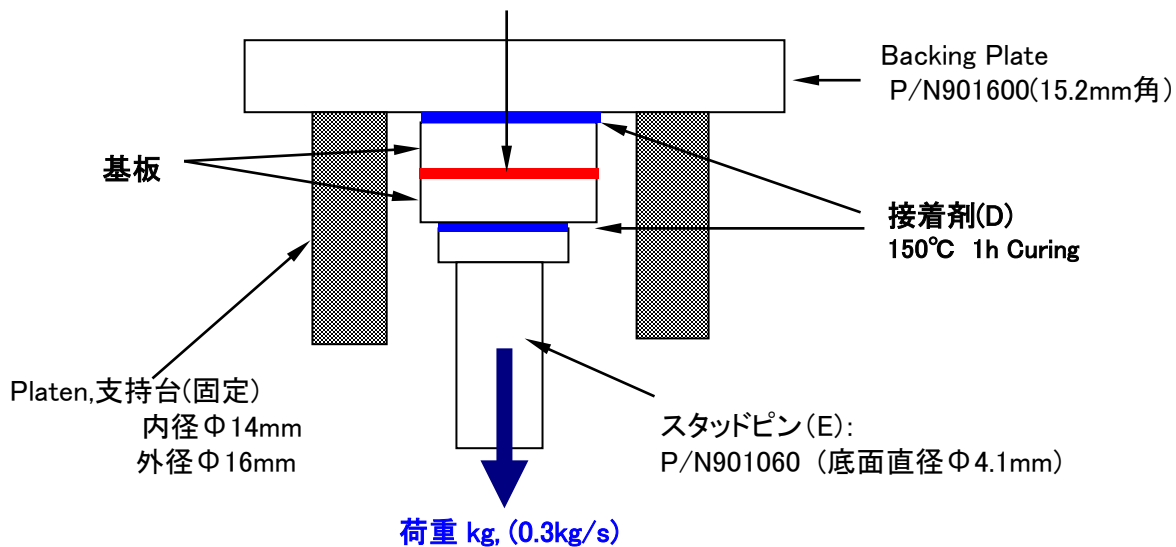 Backing Plate
P/N901600(15.2mm角)
基板
接着剤(D)
150℃ 1h Curing
Platen,支持台(固定)
内径Φ14mm
外径Φ16mm
スタッドピン(E):
P/N901060 (底面直径Φ4.1mm)
荷重 kg, (0.3kg/s)